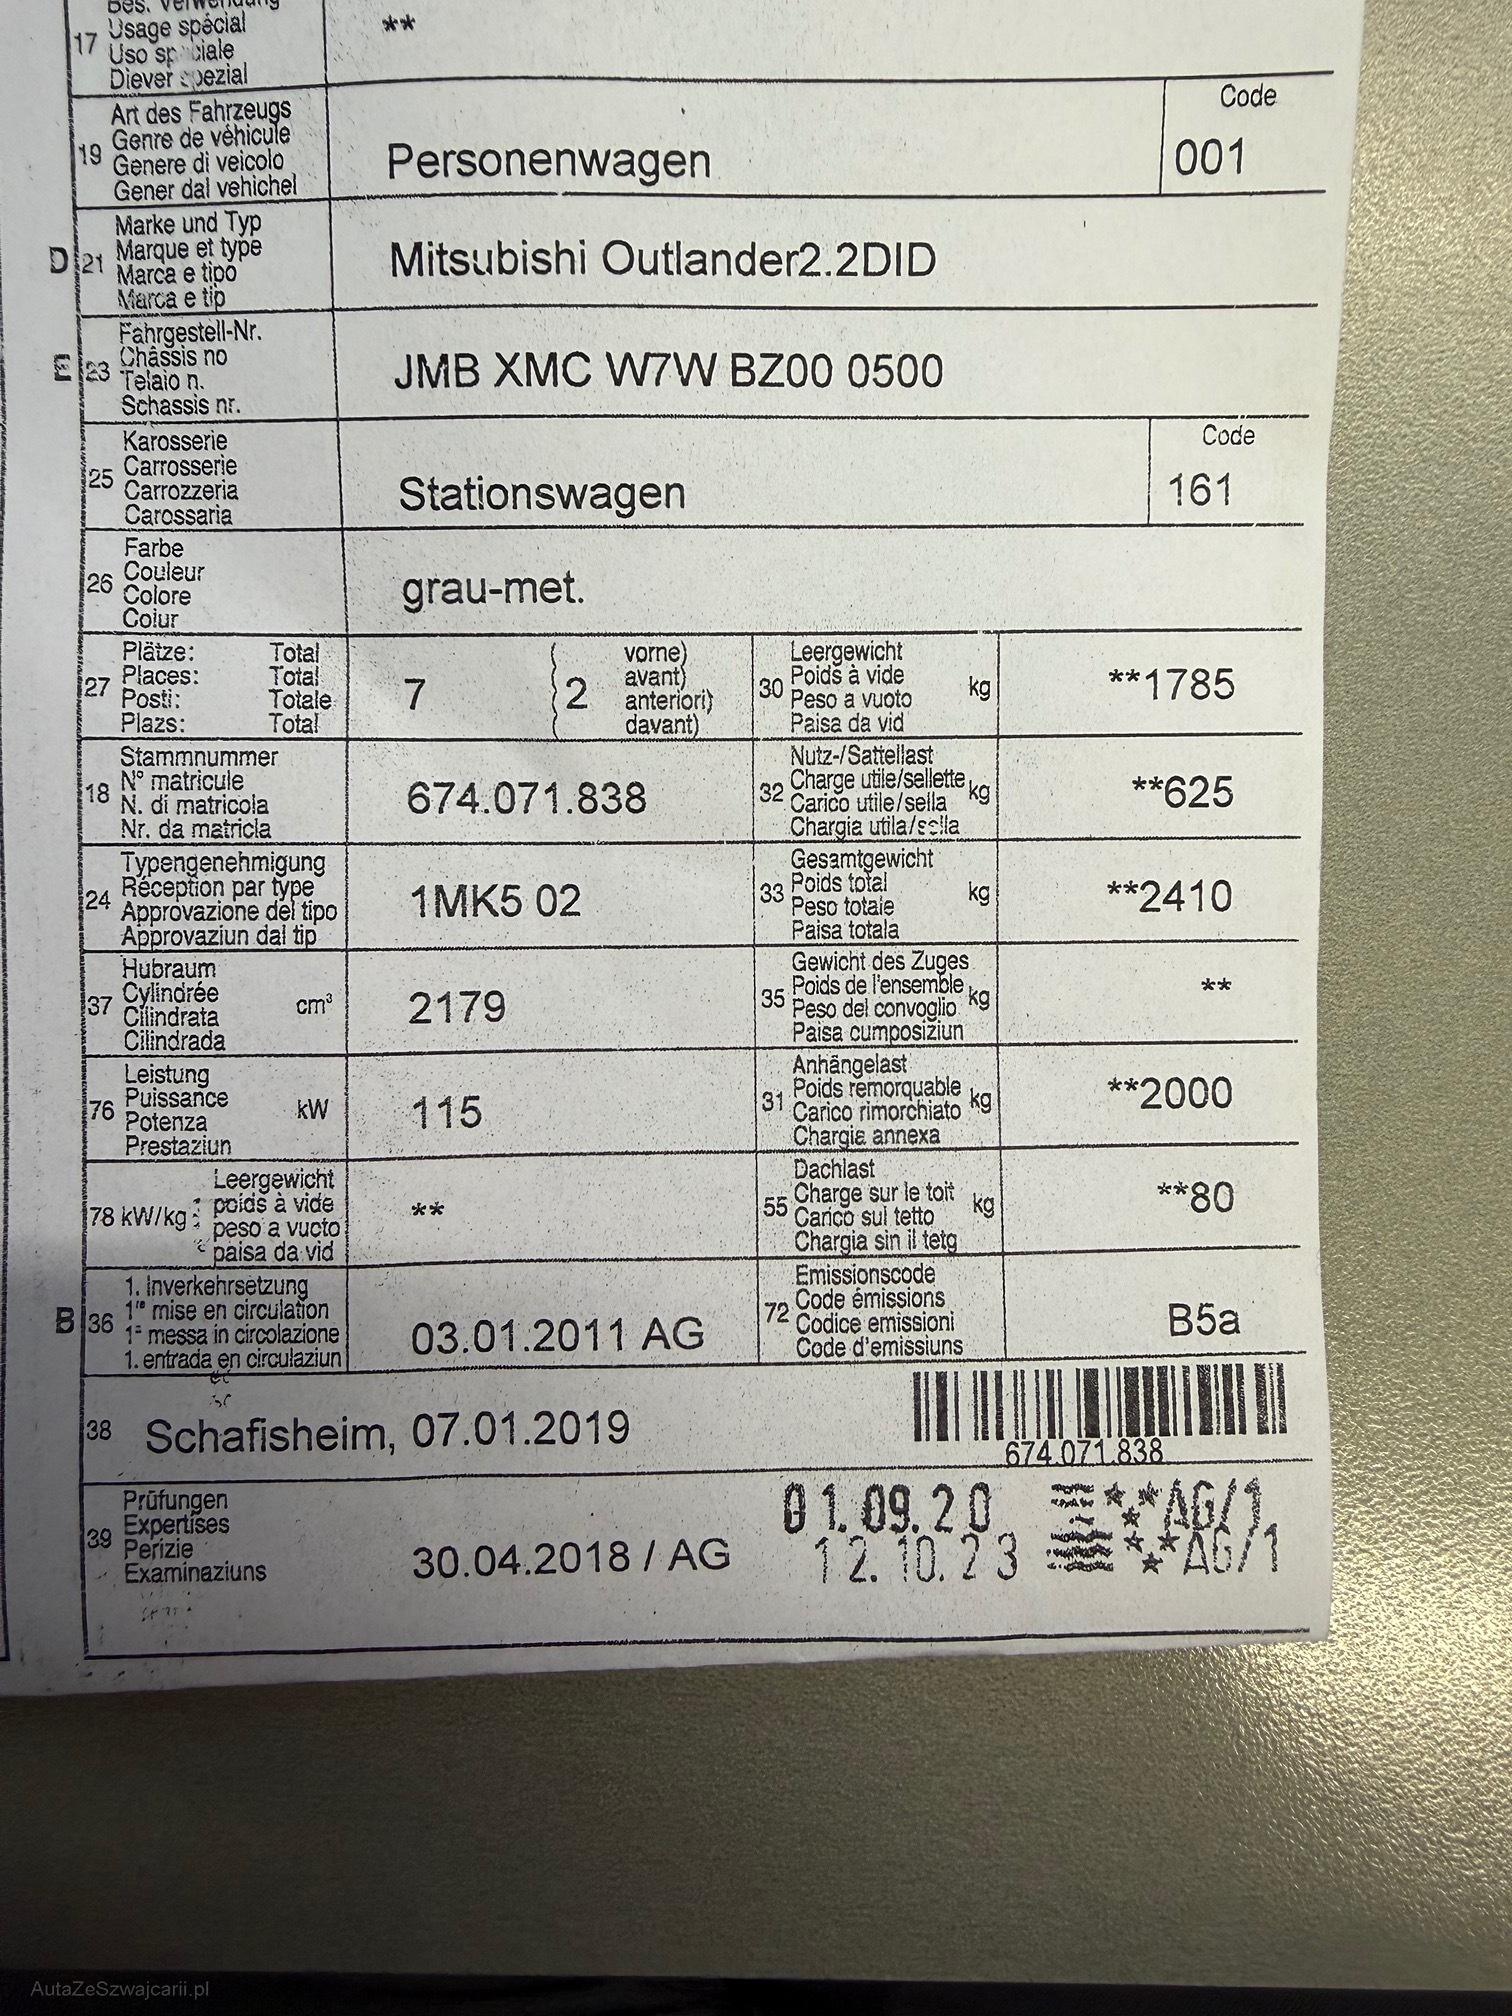 Bes. Verwendung
17 Usage spécial **
Uso speciale
Diever spezial
Art des Fahrzeugs Code
19 Genre de véhicule Personenwagen 001
Genere di veicolo
Gener dal vehichel
Marke und Typ
D 21 Marque et type Mitsubishi Outlander2.2DID
Marca e tipo
Marca e tip
Fahrgestell-Nr.
E 23 Châssis no JMB XMC W7W BZ00 0500
Telaio n.
Schassis nr.
Karosserie Code
25 Carrosserie Stationswagen 161
Carrozzeria
Carossaria
Farbe
26 Couleur grau-met.
Colore
Colur
Plätze: Total vorne) Leergewicht
27 Places: Total 7 ( 2 avant) 30 Poids à vide kg **1785
Posti: Totale anteriori) Peso a vuoto
Plazs: Total davant) Paisa da vid
Stammnummer Nutz-/Sattellast
18 N° matricule 674.071.838 32 Charge utile/sellette kg **625
N. di matricola Carico utile/sella
Nr. da matricla Chargia utila/sella
Typengenehmigung Gesamtgewicht
24 Réception par type 1MK5 02 33 Poids total kg **2410
Approvazione del tipo Peso totale
Approvaziun dal tip Paisa totala
Hubraum Gewicht des Zuges
37 Cylindrée cm³ 2179 35 Poids de l'ensemble kg **
Cilindrata Peso del convoglio
Cilindrada Paisa cumposiziun
Leistung Anhängelast
76 Puissance kW 115 31 Poids remorquable kg **2000
Potenza Carico rimorchiato
Prestaziun Chargia annexa
Leergewicht Dachlast
78 kW/kg: poids à vide ** 55 Charge sur le toit kg **80
peso a vuoto Carico sul tetto
paisa da vid Chargia sin il tetg
1. Inverkehrsetzung Emissionscode
B 36 1re mise en circulation 03.01.2011 AG 72 Code émissions B5a
1a messa in circolazione Codice emissioni
1. entrada en circulaziun Code d'emissiuns
38 Schafisheim, 07.01.2019
674.071.838
Prüfungen 01.09.20 ***AG/1
39 Expertises 30.04.2018 / AG 12.10.23 ***AG/1
Perizie
Examinaziuns
AutaZeSzwajcarii.pl